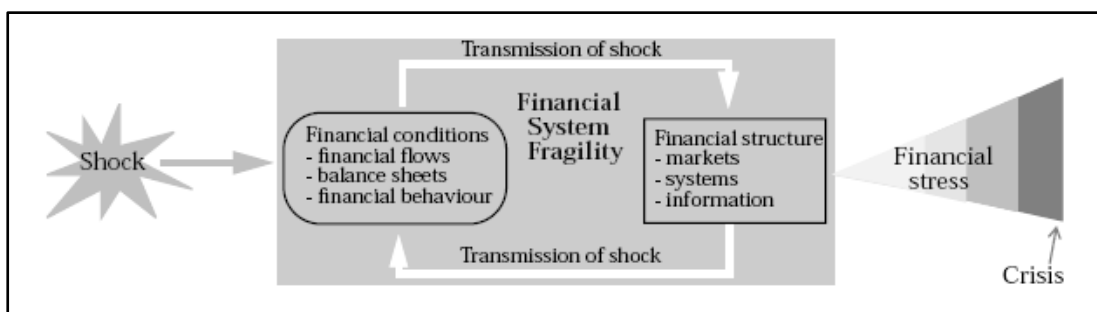 Transmission of shock
Shock
Financial conditions
- financial flows
- balance sheets
- financial behaviour
Financial
System
Fragility
Financial structure
- markets
- systems
- information
Financial
stress
Transmission of shock
Crisis